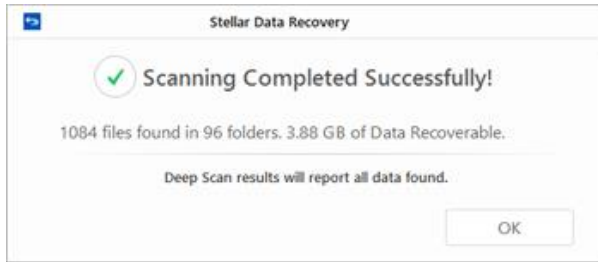 Stellar Data Recovery
Scanning Completed Successfully!
1084 files found in 96 folders. 3.88 GB of Data Recoverable.
Deep Scan results will report all data found.
OK